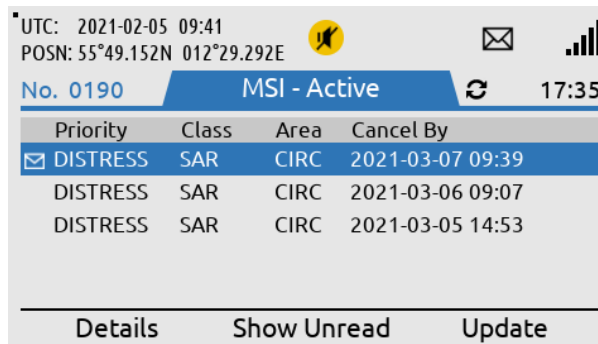 UTC: 2021-02-05 09:41
POSN: 55°49.152N 012°29.292E
No. 0190 MSI - Active 17:35
Priority Class Area Cancel By
DISTRESS SAR CIRC 2021-03-07 09:39
DISTRESS SAR CIRC 2021-03-06 09:07
DISTRESS SAR CIRC 2021-03-05 14:53
Details Show Unread Update